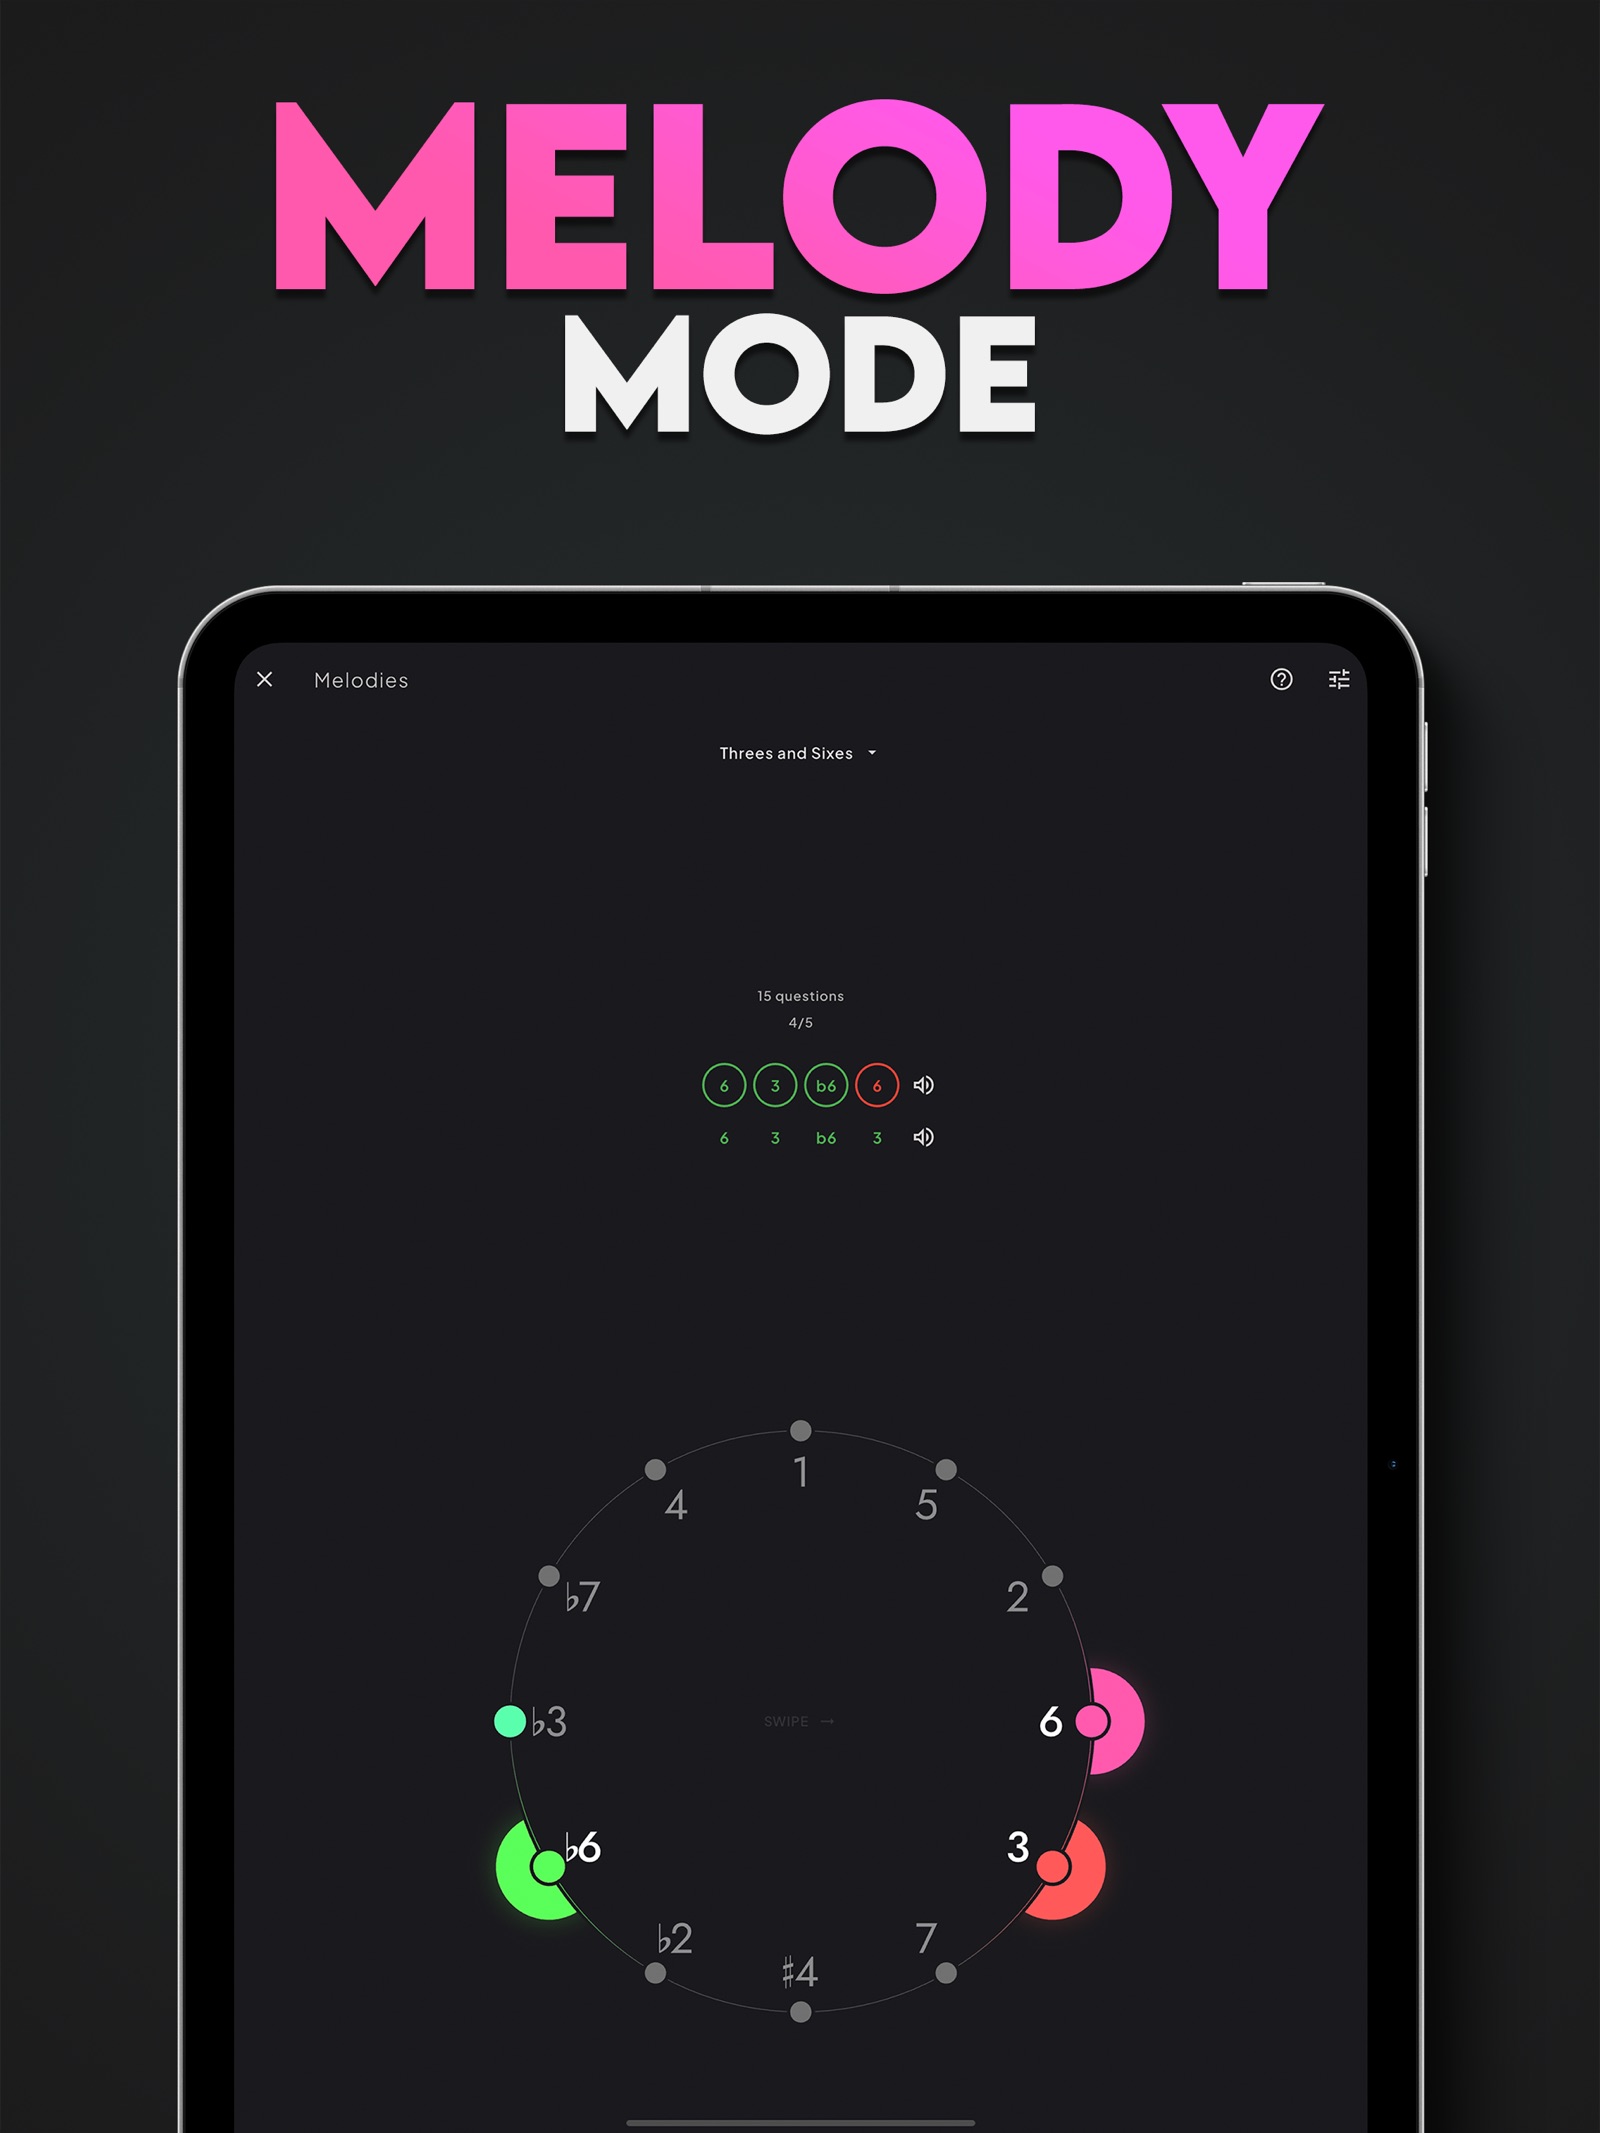 MELODY
MODE
Melodies
Threes and Sixes
15 questions
4/5
6 3 b6 6
6 3 b6 3
1
4 5
♭7 2
♭3 SWIPE → 6
♭6 3
♭2 7
♯4